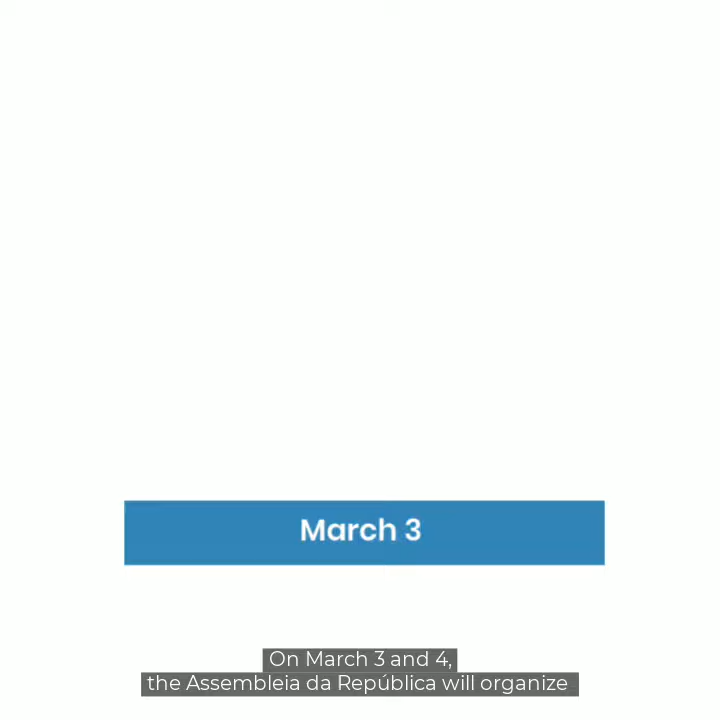 March 3
On March 3 and 4,
the Assembleia da República will organize